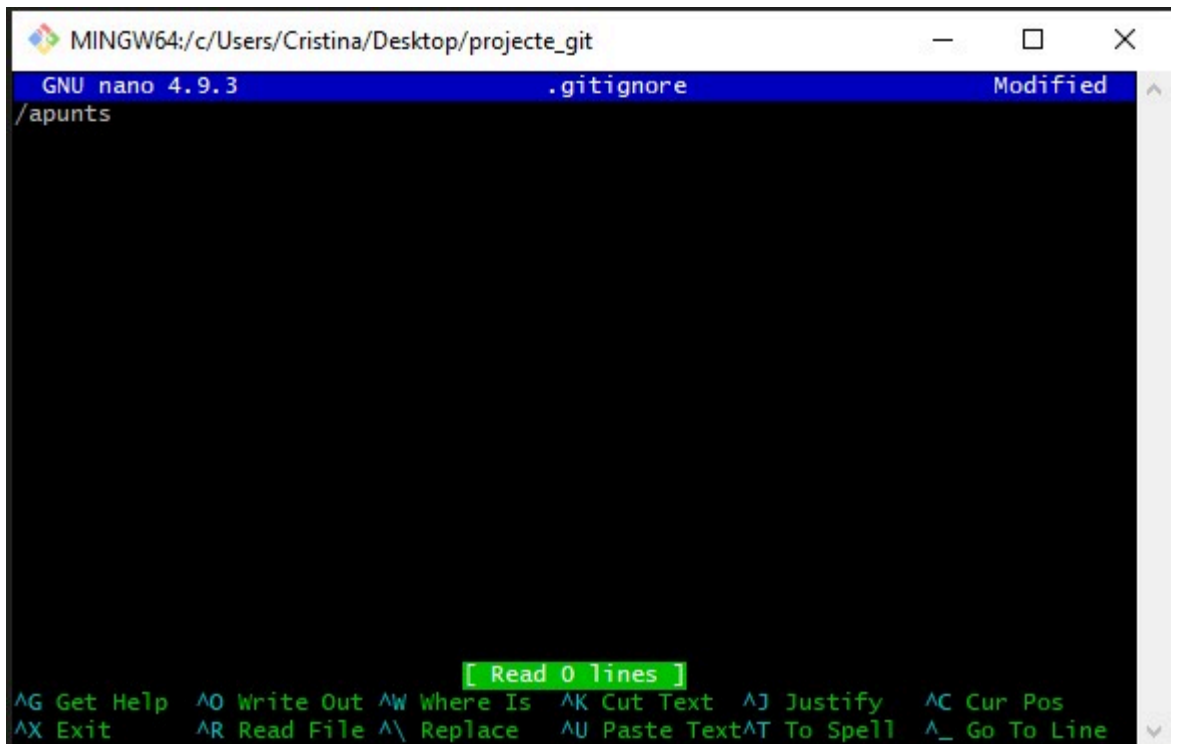 MINGW64:/c/Users/Cristina/Desktop/projecte_git
GNU nano 4.9.3 .gitignore Modified
/apunts
[ Read 0 lines ]
^G Get Help ^O Write Out ^W Where Is ^K Cut Text ^J Justify ^C Cur Pos
^X Exit ^R Read File ^\ Replace ^U Paste Text^T To Spell ^_ Go To Line